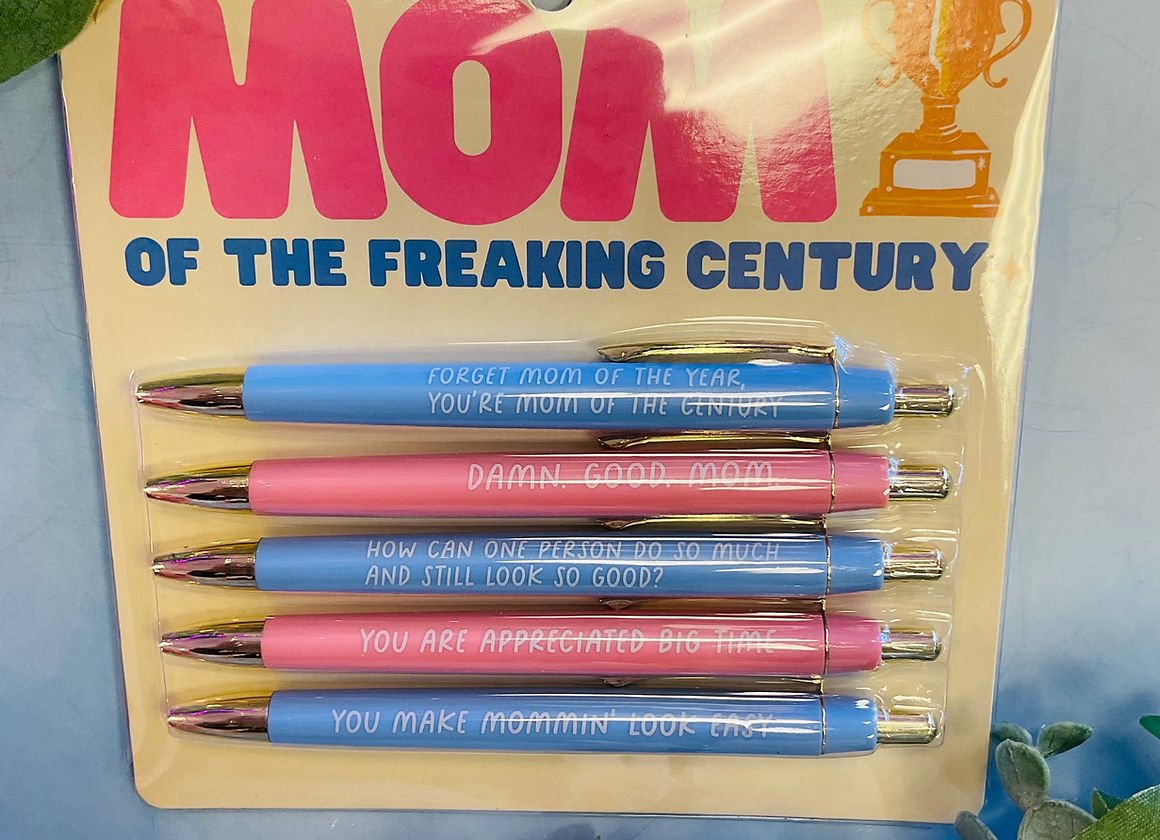 MOM
OF THE FREAKING CENTURY
FORGET MOM OF THE YEAR,
YOU'RE MOM OF THE CENTURY
DAMN. GOOD. MOM.
HOW CAN ONE PERSON DO SO MUCH
AND STILL LOOK SO GOOD?
YOU ARE APPRECIATED BIG TIME
YOU MAKE MOMMIN' LOOK EASY